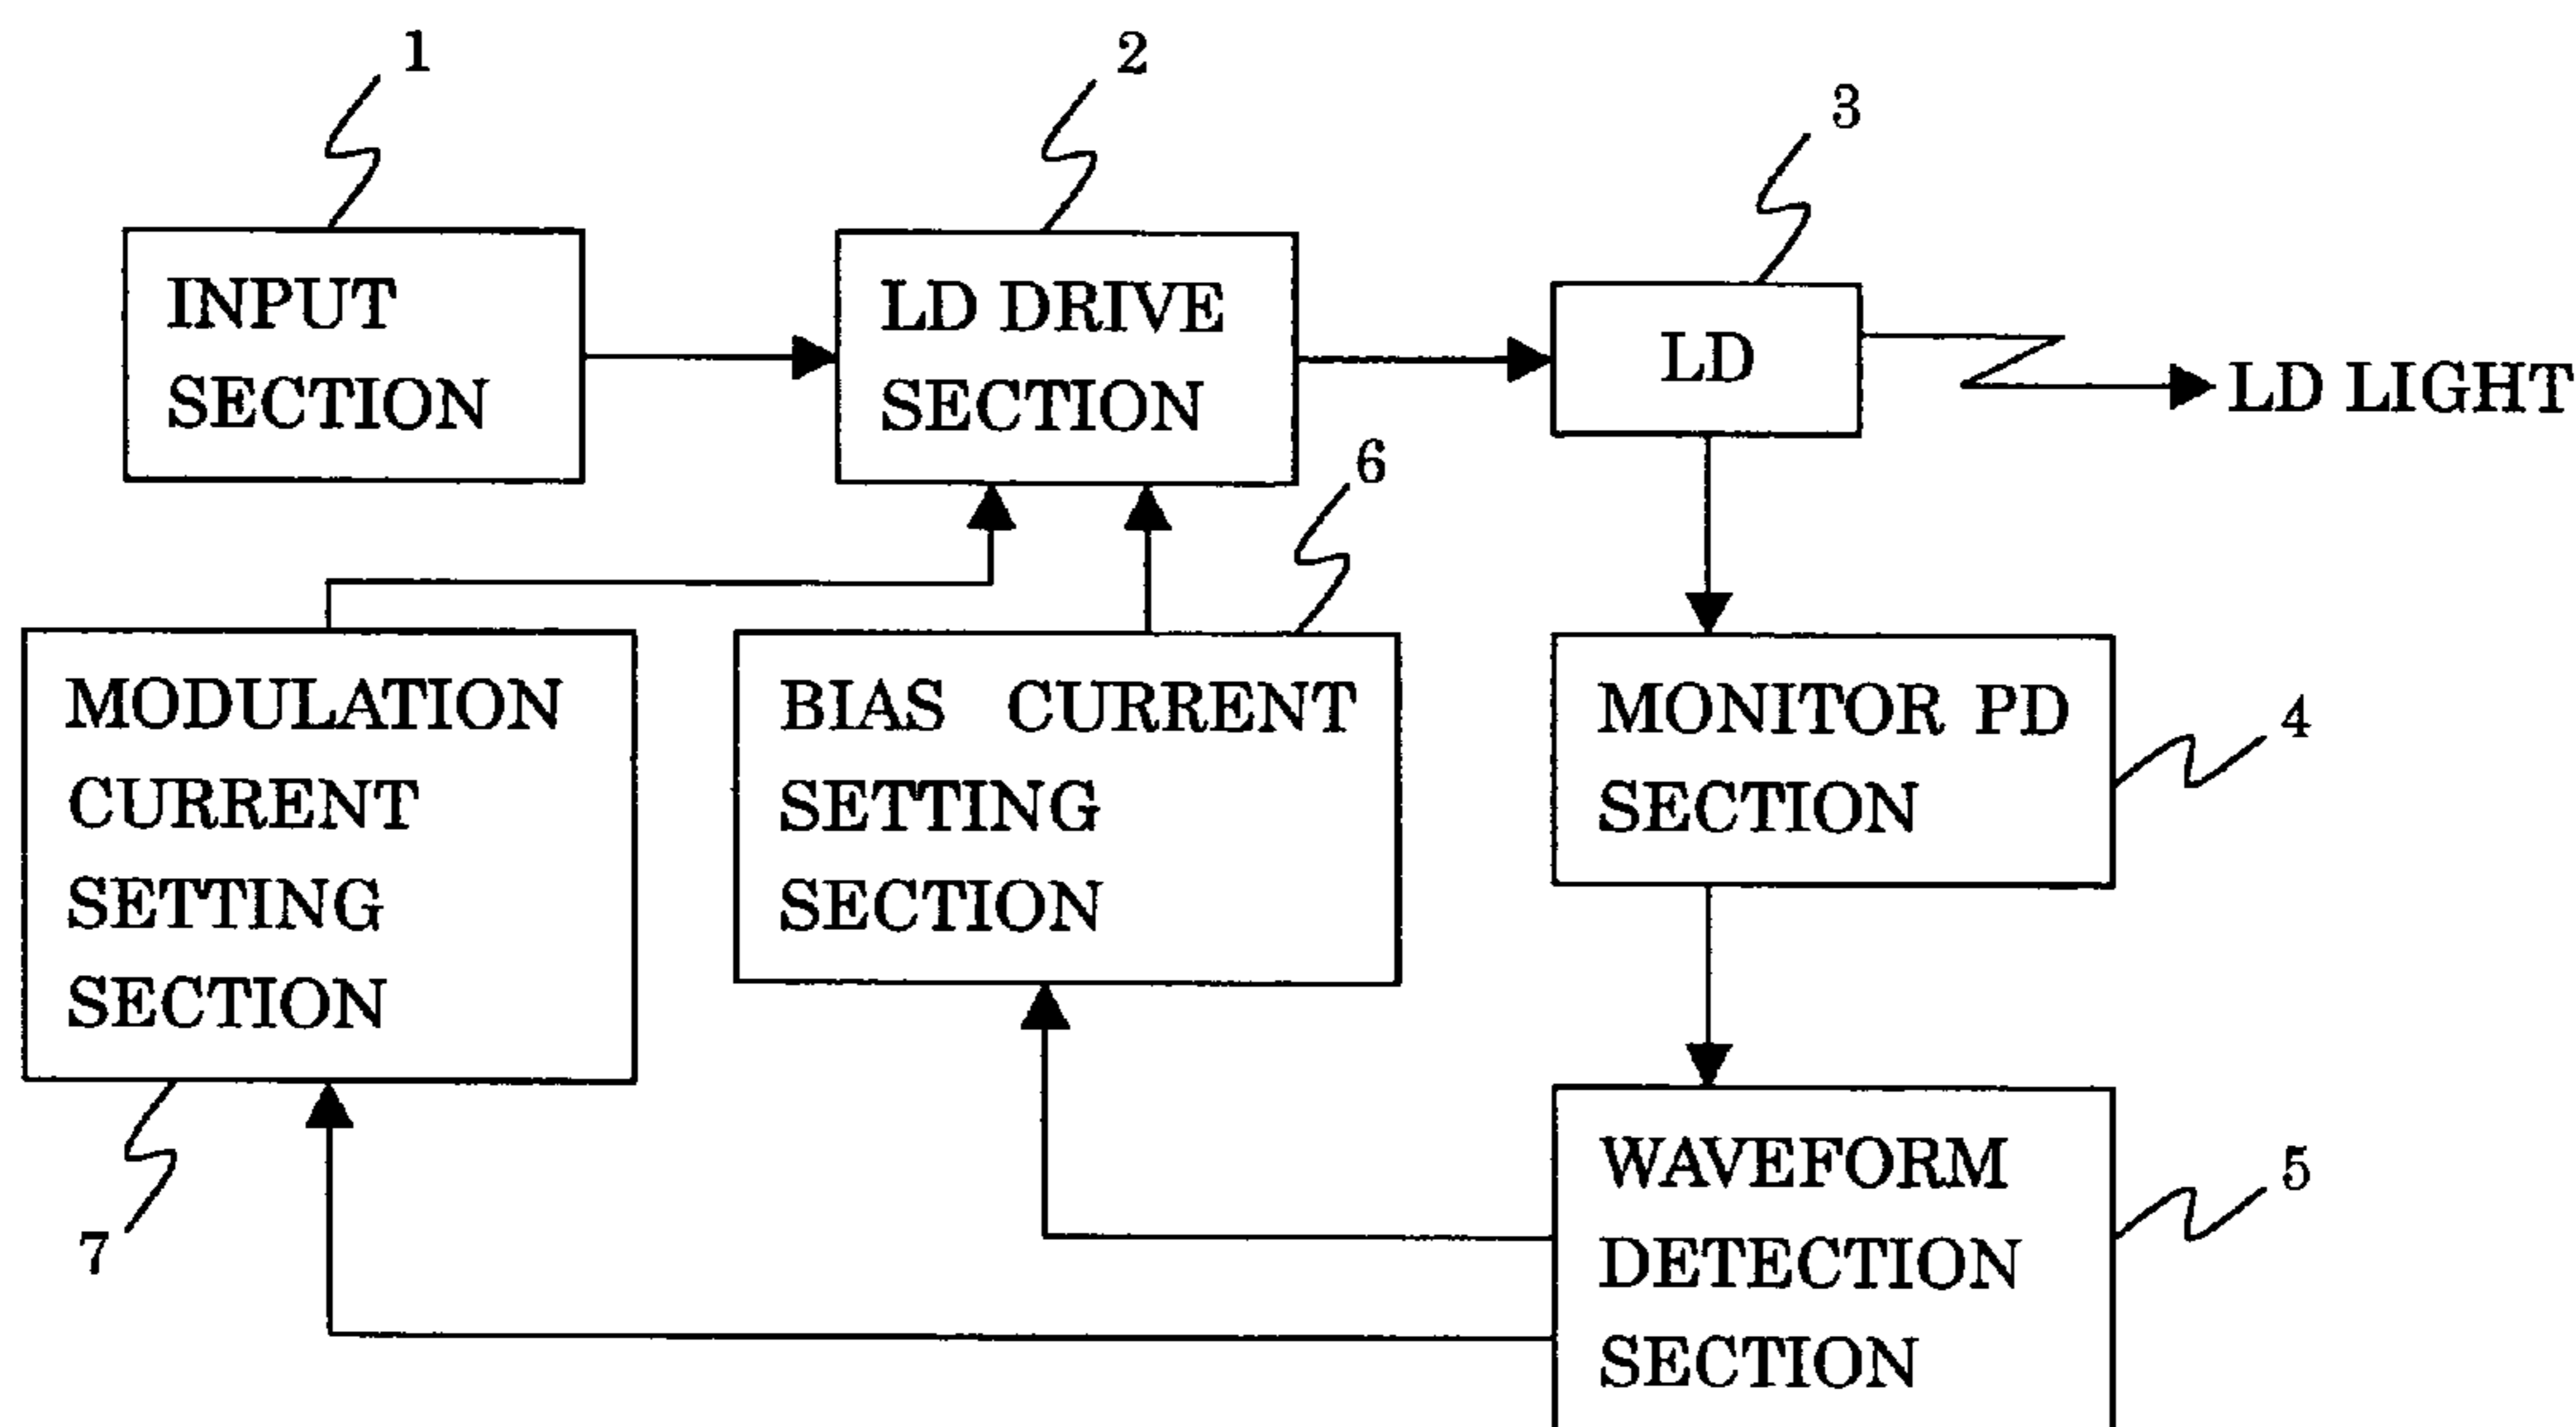 1
2
3
INPUT
SECTION
LD DRIVE
SECTION
LD
LD LIGHT
6
MODULATION
CURRENT
SETTING
SECTION
7
BIAS CURRENT
SETTING
SECTION
MONITOR PD
SECTION
4
WAVEFORM
DETECTION
SECTION
5